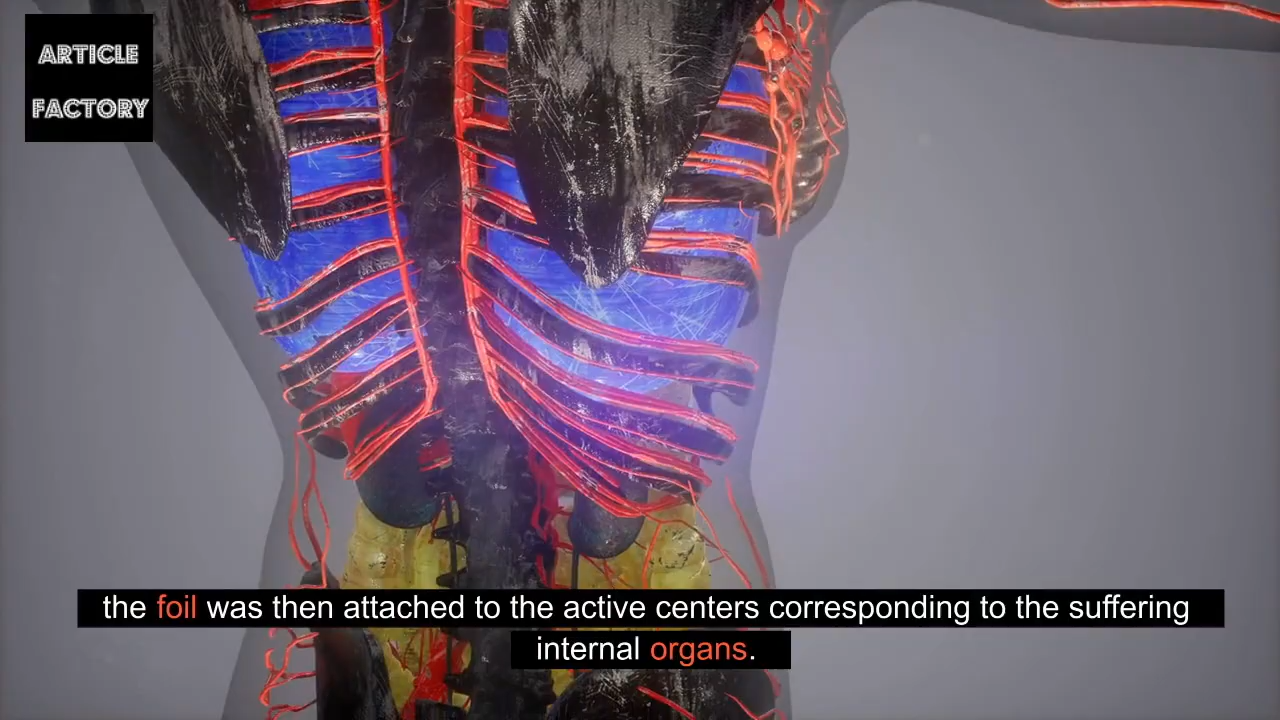 ARTICLE
FACTORY
the foil was then attached to the active centers corresponding to the suffering
internal organs.